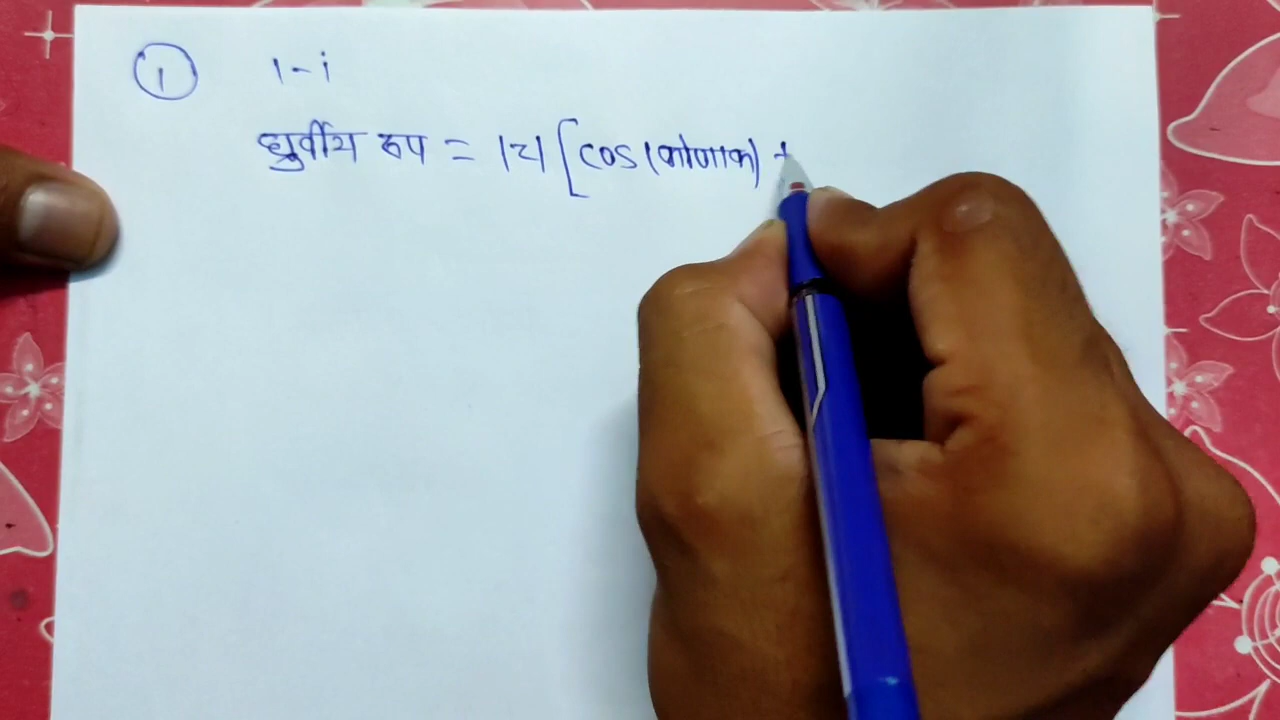 ① 1-i
ध्रुर्वीय रूप = |z| [cos(कोणांक) +